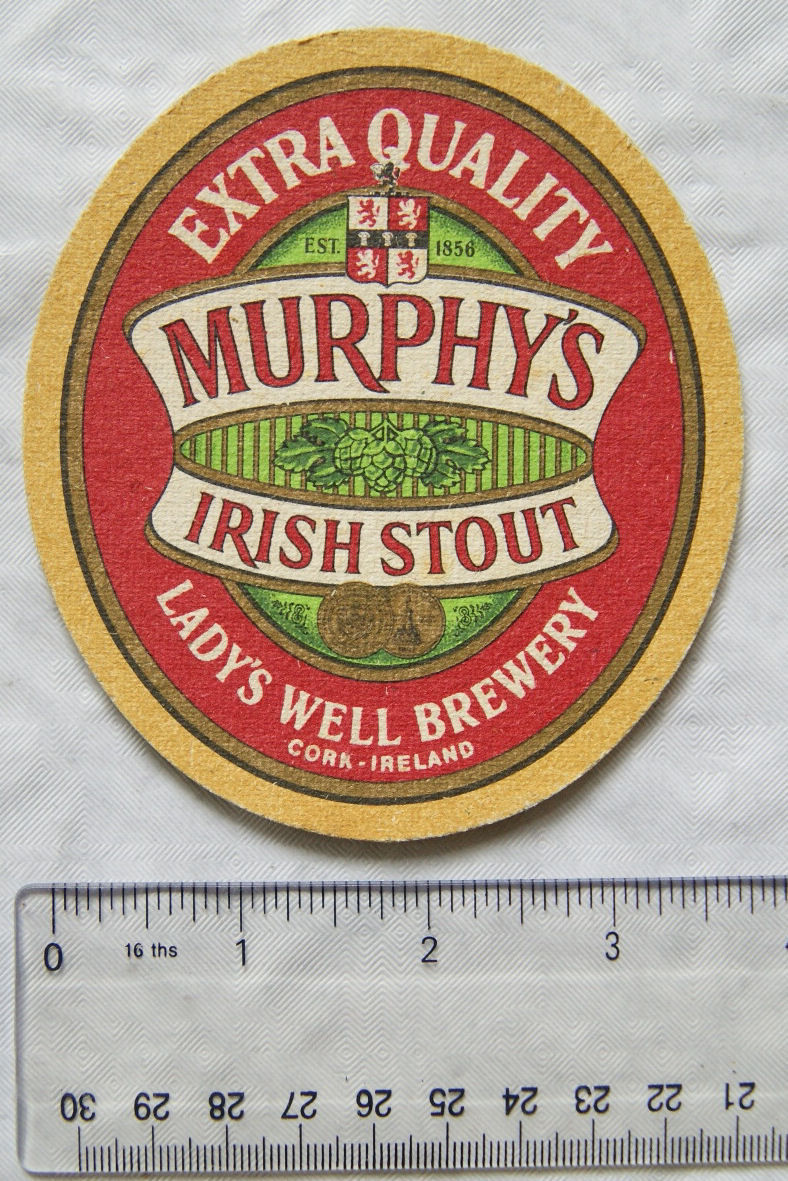 EXTRA QUALITY
EST. 1856
MURPHY'S
IRISH STOUT
LADY'S WELL BREWERY
CORK-IRELAND
0 16 ths 1 2 3
30 29 28 27 26 25 24 23 22 21